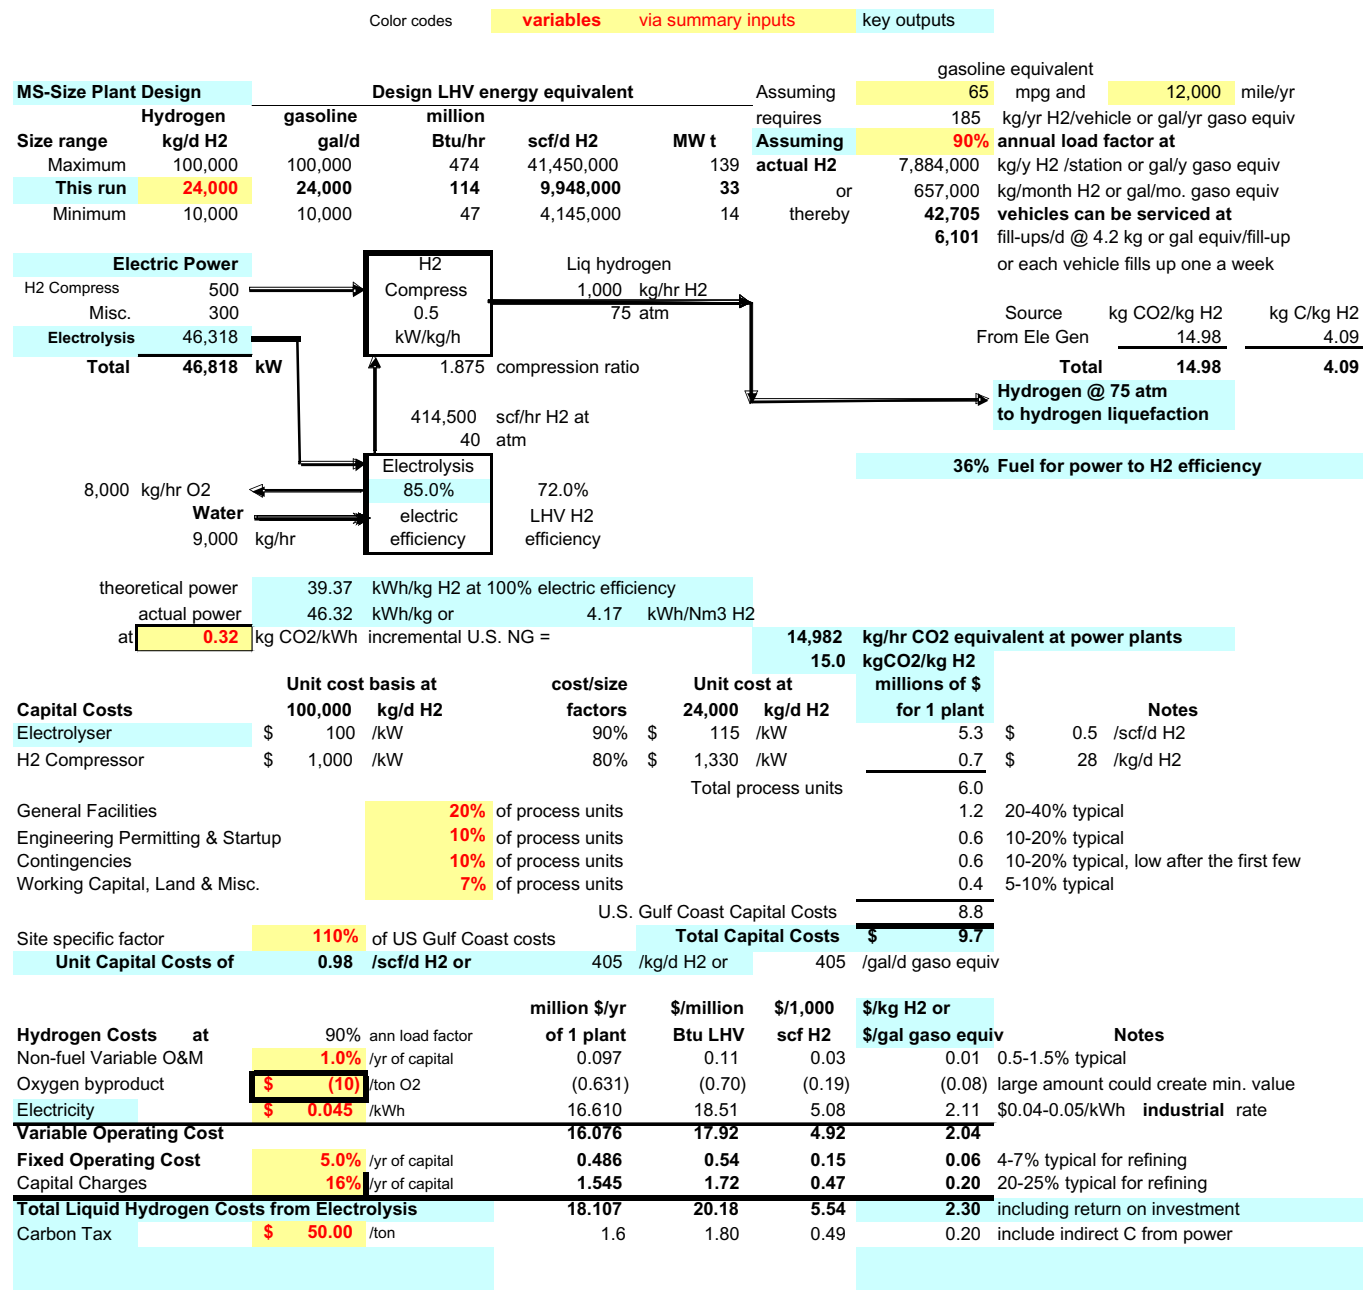 Color codes variables via summary inputs key outputs
gasoline equivalent
MS-Size Plant Design Design LHV energy equivalent Assuming 65 mpg and 12,000 mile/yr
Hydrogen gasoline million requires 185 kg/yr H2/vehicle or gal/yr gaso equiv
Size range kg/d H2 gal/d Btu/hr scf/d H2 MW t Assuming 90% annual load factor at
Maximum 100,000 100,000 474 41,450,000 139 actual H2 7,884,000 kg/y H2 /station or gal/y gaso equiv
This run 24,000 24,000 114 9,948,000 33 or 657,000 kg/month H2 or gal/mo. gaso equiv
Minimum 10,000 10,000 47 4,145,000 14 thereby 42,705 vehicles can be serviced at
6,101 fill-ups/d @ 4.2 kg or gal equiv/fill-up
Electric Power H2 Liq hydrogen or each vehicle fills up one a week
H2 Compress 500 Compress 1,000 kg/hr H2
Misc. 300 0.5 75 atm Source kg CO2/kg H2 kg C/kg H2
Electrolysis 46,318 kW/kg/h From Ele Gen 14.98 4.09
Total 46,818 kW 1.875 compression ratio Total 14.98 4.09
Hydrogen @ 75 atm
414,500 scf/hr H2 at to hydrogen liquefaction
40 atm
Electrolysis 36% Fuel for power to H2 efficiency
8,000 kg/hr O2 85.0% 72.0%
Water electric LHV H2
9,000 kg/hr efficiency efficiency
theoretical power 39.37 kWh/kg H2 at 100% electric efficiency
actual power 46.32 kWh/kg or 4.17 kWh/Nm3 H2
at 0.32 kg CO2/kWh incremental U.S. NG = 14,982 kg/hr CO2 equivalent at power plants
15.0 kgCO2/kg H2
Unit cost basis at cost/size Unit cost at millions of $
Capital Costs 100,000 kg/d H2 factors 24,000 kg/d H2 for 1 plant Notes
Electrolyser $ 100 /kW 90% $ 115 /kW 5.3 $ 0.5 /scf/d H2
H2 Compressor $ 1,000 /kW 80% $ 1,330 /kW 0.7 $ 28 /kg/d H2
Total process units 6.0
General Facilities 20% of process units 1.2 20-40% typical
Engineering Permitting & Startup 10% of process units 0.6 10-20% typical
Contingencies 10% of process units 0.6 10-20% typical, low after the first few
Working Capital, Land & Misc. 7% of process units 0.4 5-10% typical
U.S. Gulf Coast Capital Costs 8.8
Site specific factor 110% of US Gulf Coast costs Total Capital Costs $ 9.7
Unit Capital Costs of 0.98 /scf/d H2 or 405 /kg/d H2 or 405 /gal/d gaso equiv
million $/yr $/million $/1,000 $/kg H2 or
Hydrogen Costs at 90% ann load factor of 1 plant Btu LHV scf H2 $/gal gaso equiv Notes
Non-fuel Variable O&M 1.0% /yr of capital 0.097 0.11 0.03 0.01 0.5-1.5% typical
Oxygen byproduct $ (10) /ton O2 (0.631) (0.70) (0.19) (0.08) large amount could create min. value
Electricity $ 0.045 /kWh 16.610 18.51 5.08 2.11 $0.04-0.05/kWh industrial rate
Variable Operating Cost 16.076 17.92 4.92 2.04
Fixed Operating Cost 5.0% /yr of capital 0.486 0.54 0.15 0.06 4-7% typical for refining
Capital Charges 16% /yr of capital 1.545 1.72 0.47 0.20 20-25% typical for refining
Total Liquid Hydrogen Costs from Electrolysis 18.107 20.18 5.54 2.30 including return on investment
Carbon Tax $ 50.00 /ton 1.6 1.80 0.49 0.20 include indirect C from power